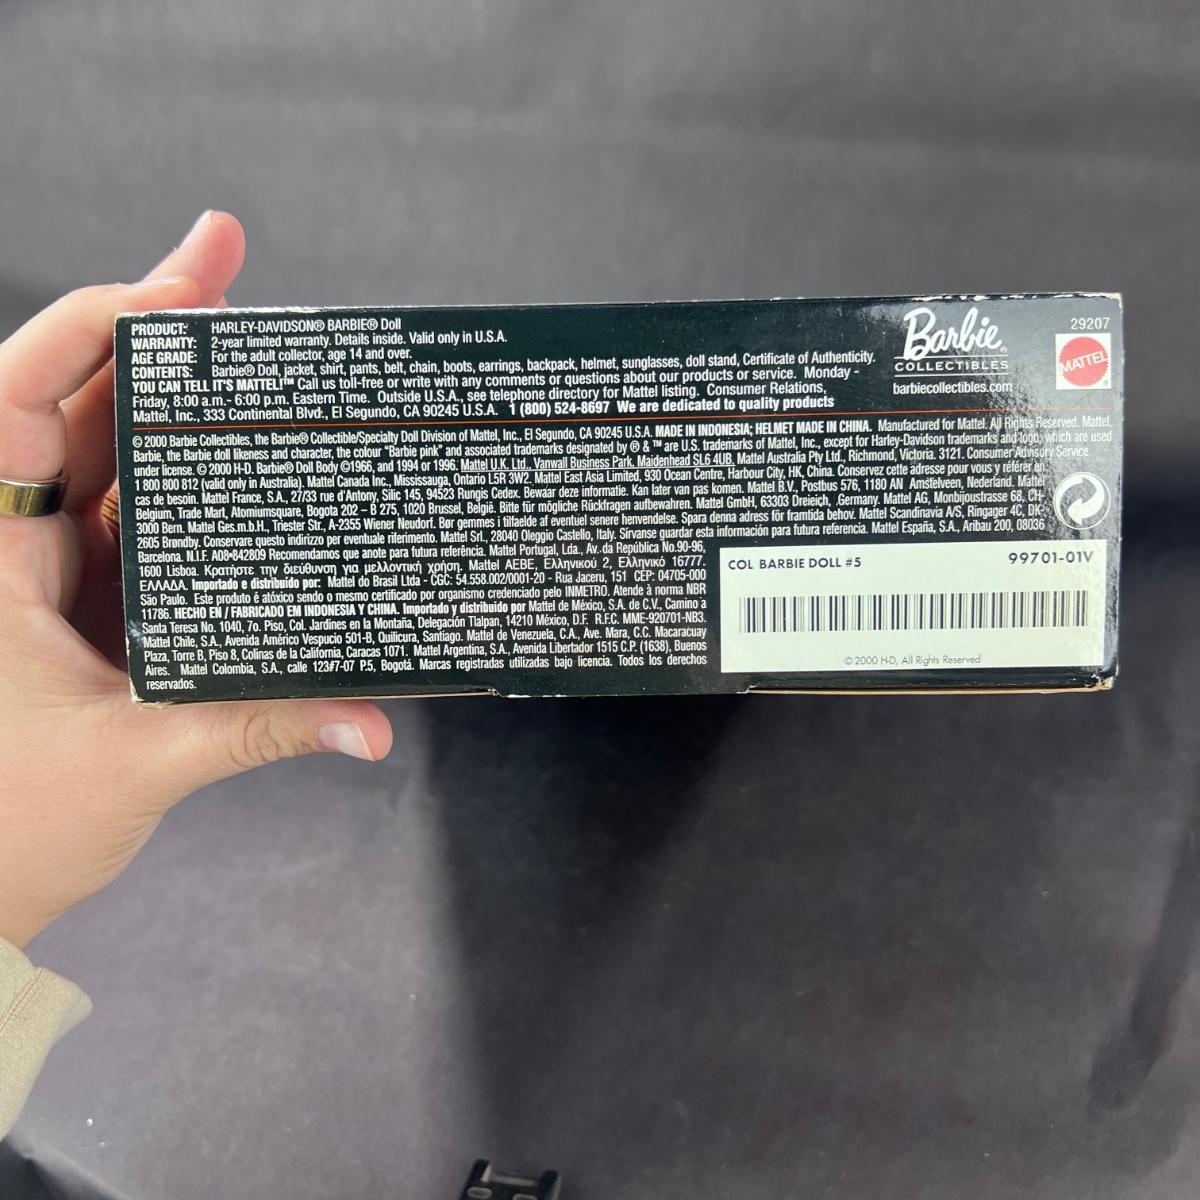 PRODUCT: HARLEY-DAVIDSON® BARBIE® Doll
WARRANTY: 2-year limited warranty. Details inside. Valid only in U.S.A.
AGE GRADE: For the adult collector, age 14 and over.
CONTENTS: Barbie® Doll, jacket, shirt, pants, belt, chain, boots, earrings, backpack, helmet, sunglasses, doll stand, Certificate of Authenticity.
YOU CAN TELL IT'S MATTEL!™ Call us toll-free or write with any comments or questions about our products or service. Monday -
Friday, 8:00 a.m.- 6:00 p.m. Eastern Time. Outside U.S.A., see telephone directory for Mattel listing. Consumer Relations,
Mattel, Inc., 333 Continental Blvd., El Segundo, CA 90245 U.S.A. 1 (800) 524-8697 We are dedicated to quality products
Barbie®
COLLECTIBLES
barbiecollectibles.com
29207
MATTEL®
© 2000 Barbie Collectibles, the Barbie® Collectible/Specialty Doll Division of Mattel, Inc., El Segundo, CA 90245 U.S.A. MADE IN INDONESIA; HELMET MADE IN CHINA. Manufactured for Mattel. All Rights Reserved. Mattel,
Barbie, the Barbie doll likeness and character, the colour "Barbie pink" and associated trademarks designated by ® & ™ are U.S. trademarks of Mattel, Inc., except for Harley-Davidson trademarks and logo, which are used
under license. © 2000 H-D. Barbie® Doll Body ©1966, and 1994 or 1996. Mattel U.K. Ltd., Vanwall Business Park, Maidenhead SL6 4UB. Mattel Australia Pty Ltd., Richmond, Victoria. 3121. Consumer Advisory Service
1 800 800 812 (valid only in Australia). Mattel Canada Inc., Mississauga, Ontario L5R 3W2. Mattel East Asia Limited, 930 Ocean Centre, Harbour City, HK, China. Conservez cette adresse pour vous y référer en
cas de besoin. Mattel France, S.A., 27/33 rue d'Antony, Silic 145, 94523 Rungis Cedex. Bewaar deze informatie. Kan later van pas komen. Mattel B.V., Postbus 576, 1180 AN Amstelveen, Nederland. Mattel
Belgium, Trade Mart, Atomiumsquare, Bogota 202 – B 275, 1020 Brussel, België. Bitte für mögliche Rückfragen aufbewahren. Mattel GmbH, 63303 Dreieich, Germany. Mattel AG, Monbijoustrasse 68, CH-
3000 Bern. Mattel Ges.m.b.H., Triester Str., A-2355 Wiener Neudorf. Bør gemmes i tilfaelde af eventuel senere henvendelse. Spara denna adress för framtida behov. Mattel Scandinavia A/S, Ringager 4C, DK-
2605 Brøndby. Conservare questo indirizzo per eventuale riferimento. Mattel Srl., 28040 Oleggio Castello, Italy. Sirvanse guardar esta información para futura referencia. Mattel España, S.A., Aribau 200, 08036
Barcelona. N.I.F. A08•842809 Recomendamos que anote para futura referência. Mattel Portugal, Lda., Av. da República No.90-96,
1600 Lisboa. Κρατήστε την διεύθυνση για μελλοντική χρήση. Mattel AEBE, Ελληνικού 2, Ελληνικό 16777.
ΕΛΛΑΔΑ. Importado e distribuido por: Mattel do Brasil Ltda - CGC: 54.558.002/0001-20 - Rua Jaceru, 151 CEP: 04705-000
São Paulo. Este produto é atóxico sendo o mesmo certificado por organismo credenciado pelo INMETRO. Atende à norma NBR
11786. HECHO EN / FABRICADO EM INDONESIA Y CHINA. Importado y distribuido por Mattel de México, S.A. de C.V., Camino a
Santa Teresa No. 1040, 7o. Piso, Col. Jardines en la Montaña, Delegación Tlalpan, 14210 México, D.F. R.F.C. MME-920701-NB3.
Mattel Chile, S.A., Avenida Américo Vespucio 501-B, Quilicura, Santiago. Mattel de Venezuela, C.A., Ave. Mara, C.C. Macaracuay
Plaza, Torre B, Piso 8, Colinas de la California, Caracas 1071. Mattel Argentina, S.A., Avenida Libertador 1515 C.P. (1638), Buenos
Aires. Mattel Colombia, S.A., calle 123#7-07 P.5, Bogotá. Marcas registradas utilizadas bajo licencia. Todos los derechos
reservados.
COL BARBIE DOLL #5 99701-01V
© 2000 H-D, All Rights Reserved